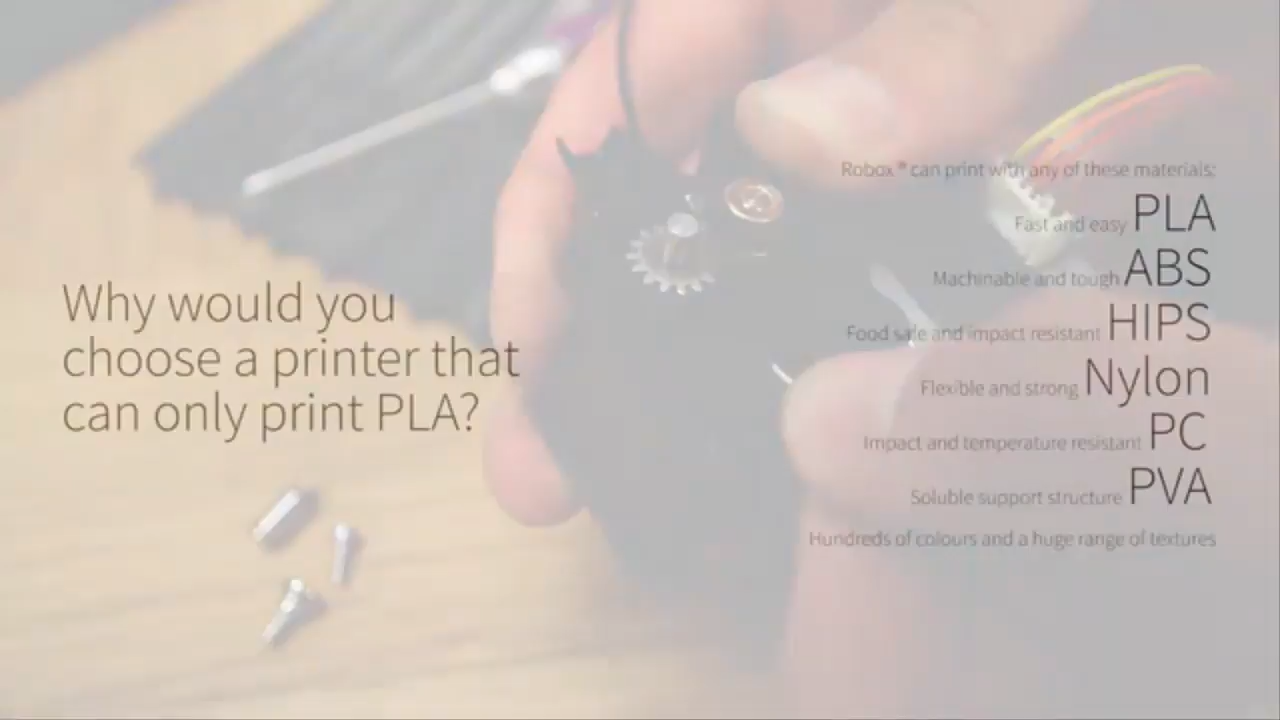 Why would you
choose a printer that
can only print PLA?
Robox® can print with any of these materials:
Fast and easy PLA
Machinable and tough ABS
Food safe and impact resistant HIPS
Flexible and strong Nylon
Impact and temperature resistant PC
Soluble support structure PVA
Hundreds of colours and a huge range of textures